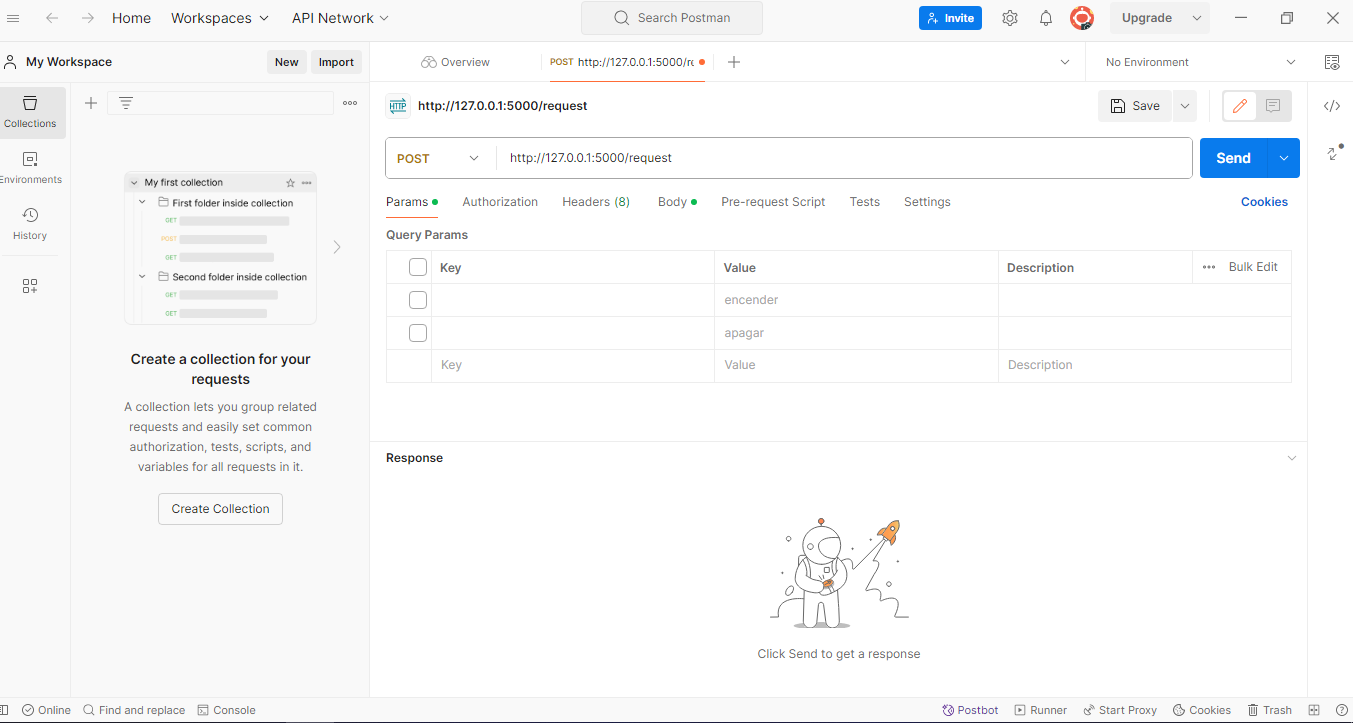 Home Workspaces API Network Search Postman Invite Upgrade
My Workspace New Import Overview POST http://127.0.0.1:5000/re No Environment
Collections
HTTP http://127.0.0.1:5000/request Save
Environments
History
My first collection
First folder inside collection
GET
POST
GET
Second folder inside collection
GET
GET
Create a collection for your
requests
A collection lets you group related
requests and easily set common
authorization, tests, scripts, and
variables for all requests in it.
Create Collection
POST http://127.0.0.1:5000/request Send
Params Authorization Headers (8) Body Pre-request Script Tests Settings Cookies
Query Params
Key Value Description Bulk Edit
encender
apagar
Key Value Description
Response
Click Send to get a response
Online Find and replace Console Postbot Runner Start Proxy Cookies Trash